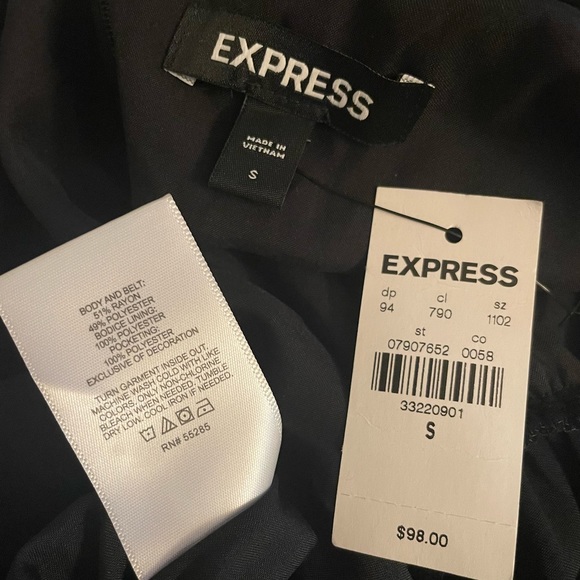 EXPRESS
MADE IN
VIETNAM
S
BODY AND BELT:
51% RAYON
49% POLYESTER
BODICE LINING:
100% POLYESTER
POCKETING:
100% POLYESTER
EXCLUSIVE OF DECORATION
TURN GARMENT INSIDE OUT.
MACHINE WASH COLD WITH LIKE
COLORS. ONLY NON-CHLORINE
BLEACH WHEN NEEDED. TUMBLE
DRY LOW. COOL IRON IF NEEDED.
RN# 55285
EXPRESS
dp cl sz
94 790 1102
st co
07907652 0058
33220901
S
$98.00